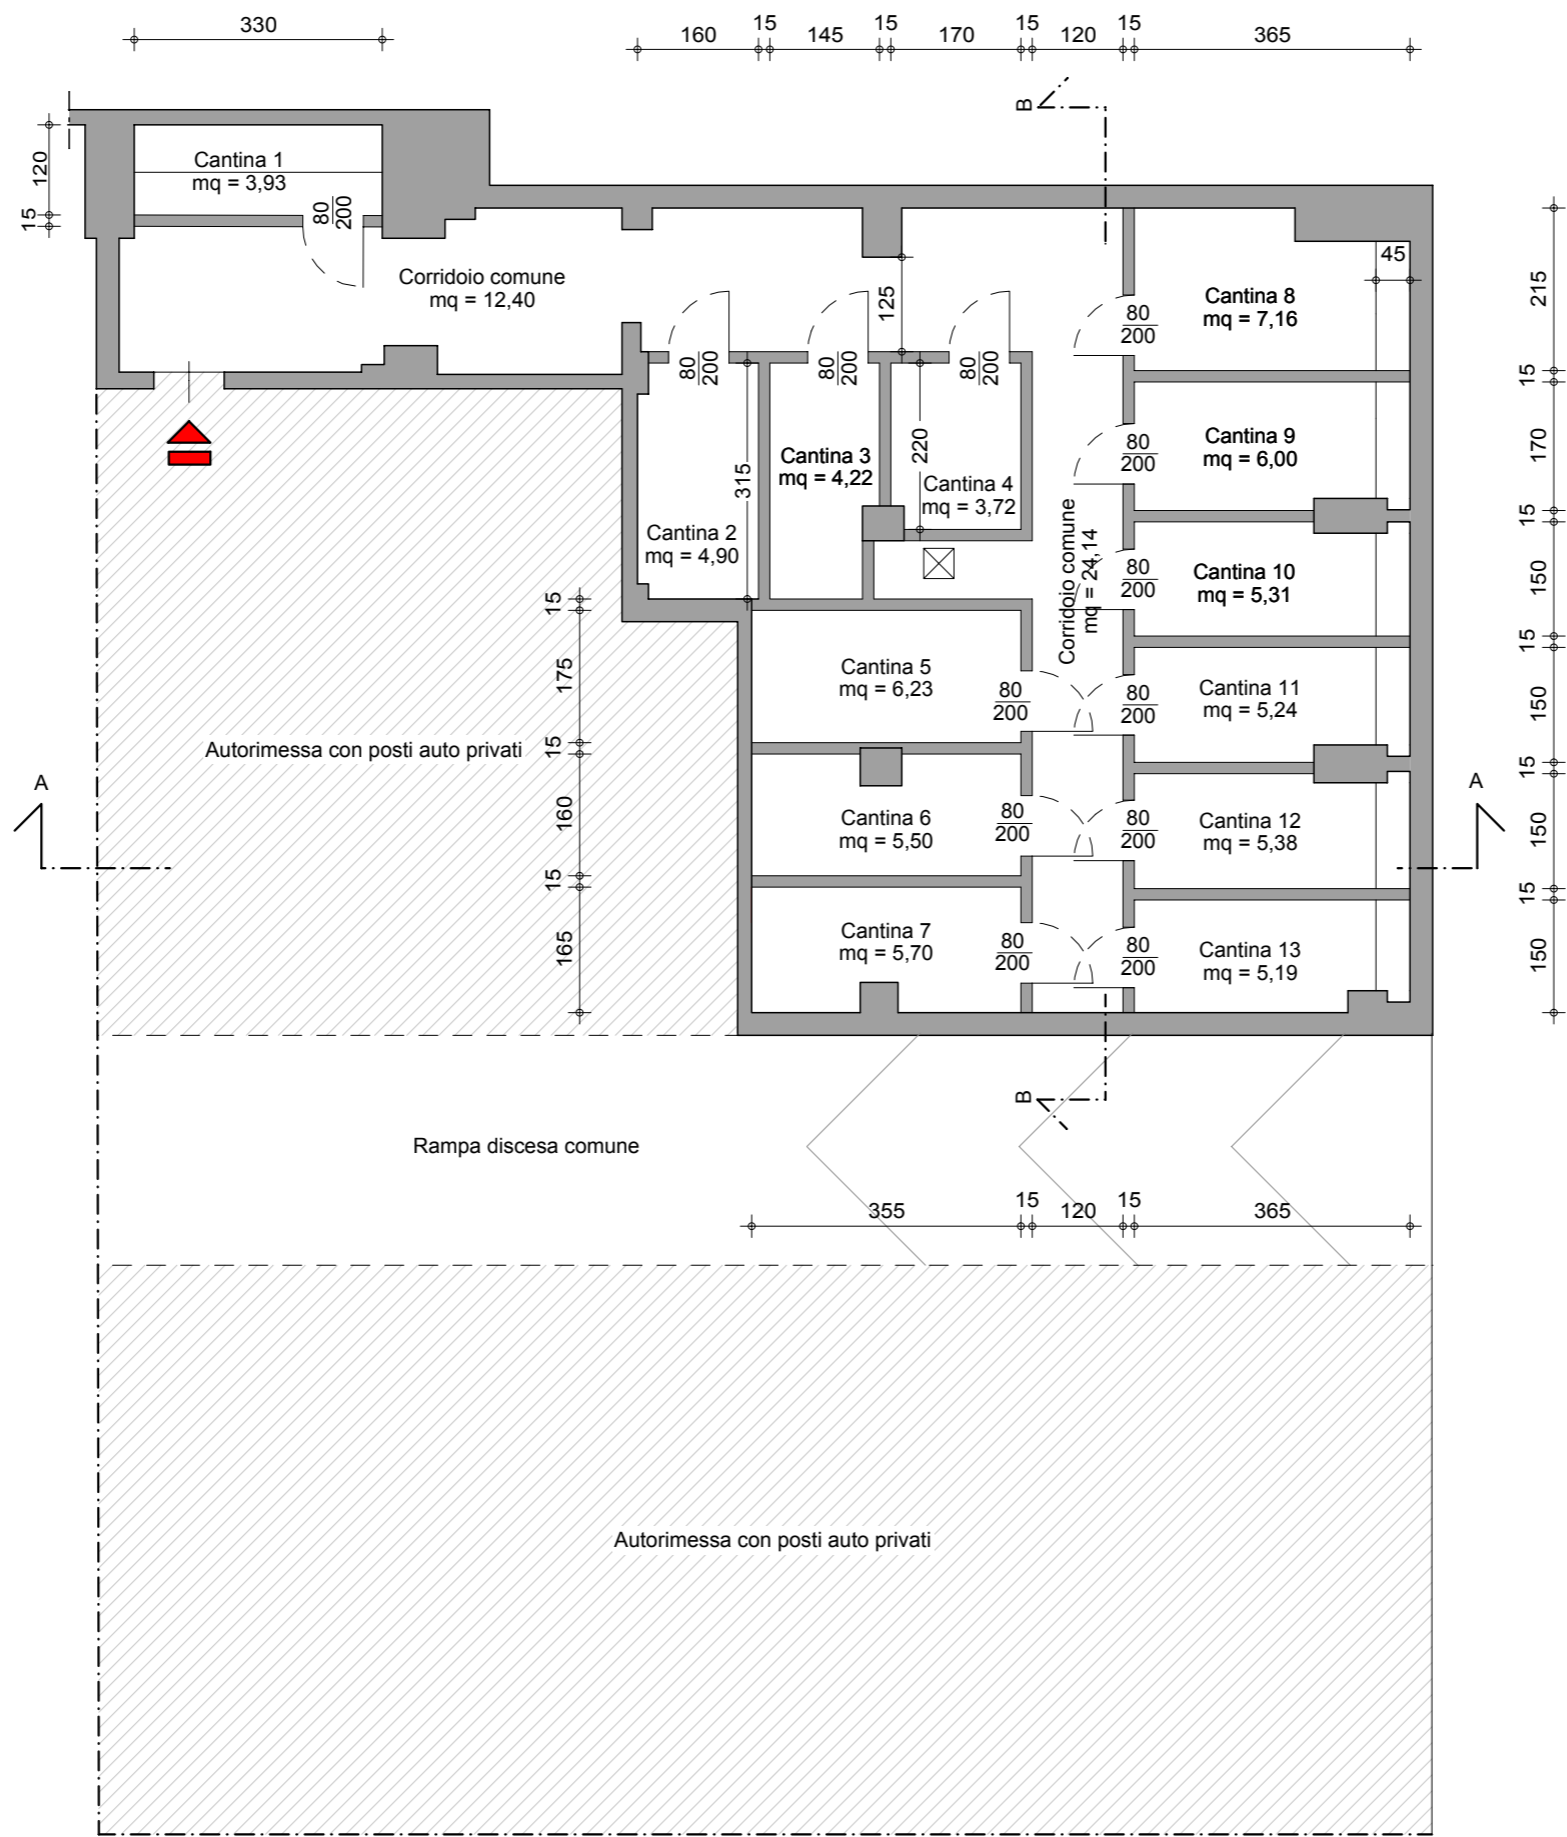 330
160
15
145
15
170
15
120
15
365
B
120
15
Cantina 1
mq = 3,93
80
200
Corridoio comune
mq = 12,40
125
45
Cantina 8
mq = 7,16
80
200
215
80
200
80
200
80
200
15
315
Cantina 3
mq = 4,22
220
Cantina 4
mq = 3,72
80
200
Cantina 9
mq = 6,00
170
Cantina 2
mq = 4,90
Corridoio comune
mq = 24,14
15
80
200
Cantina 10
mq = 5,31
150
15
15
175
Cantina 5
mq = 6,23
80
200
80
200
Cantina 11
mq = 5,24
150
Autorimessa con posti auto privati
15
15
A
A
160
Cantina 6
mq = 5,50
80
200
80
200
Cantina 12
mq = 5,38
150
15
15
165
Cantina 7
mq = 5,70
80
200
80
200
Cantina 13
mq = 5,19
150
B
Rampa discesa comune
355
15
120
15
365
Autorimessa con posti auto privati